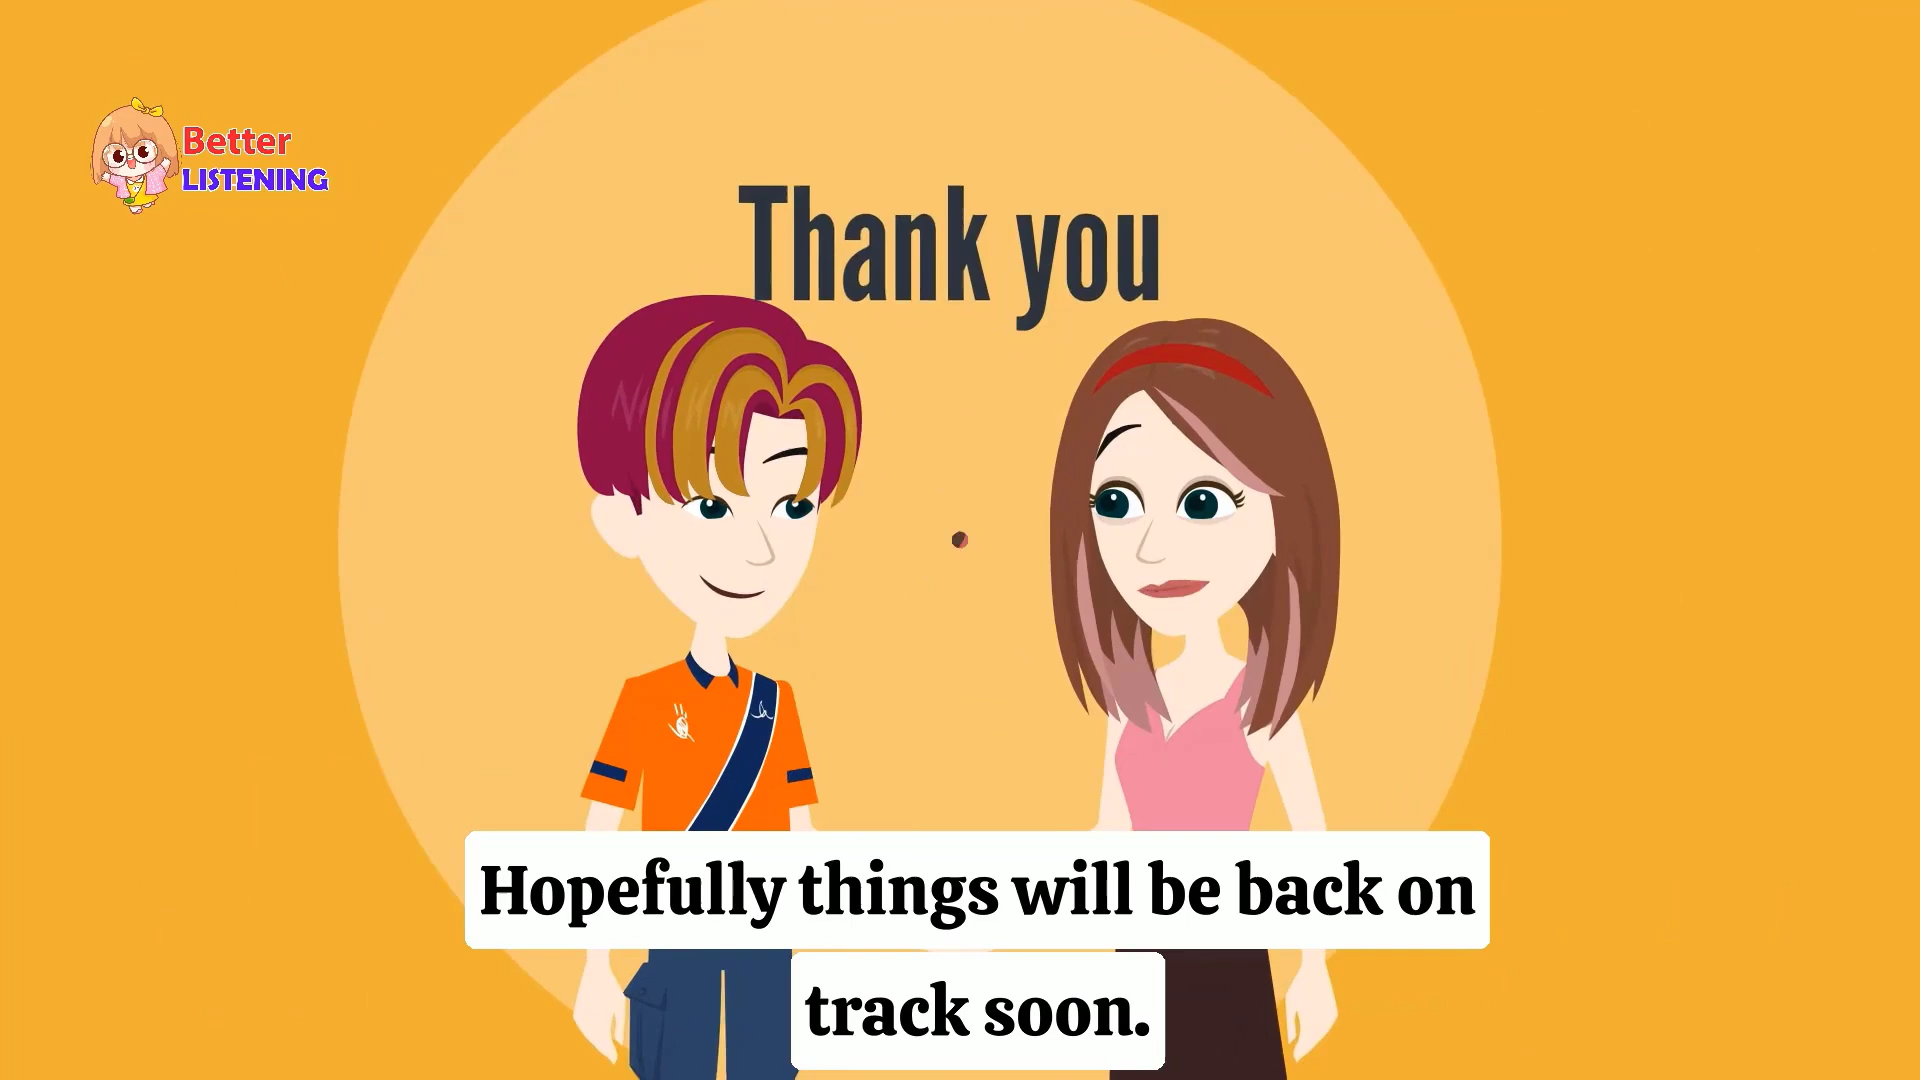 Better
LISTENING
Thank you
Hopefully things will be back on
track soon.